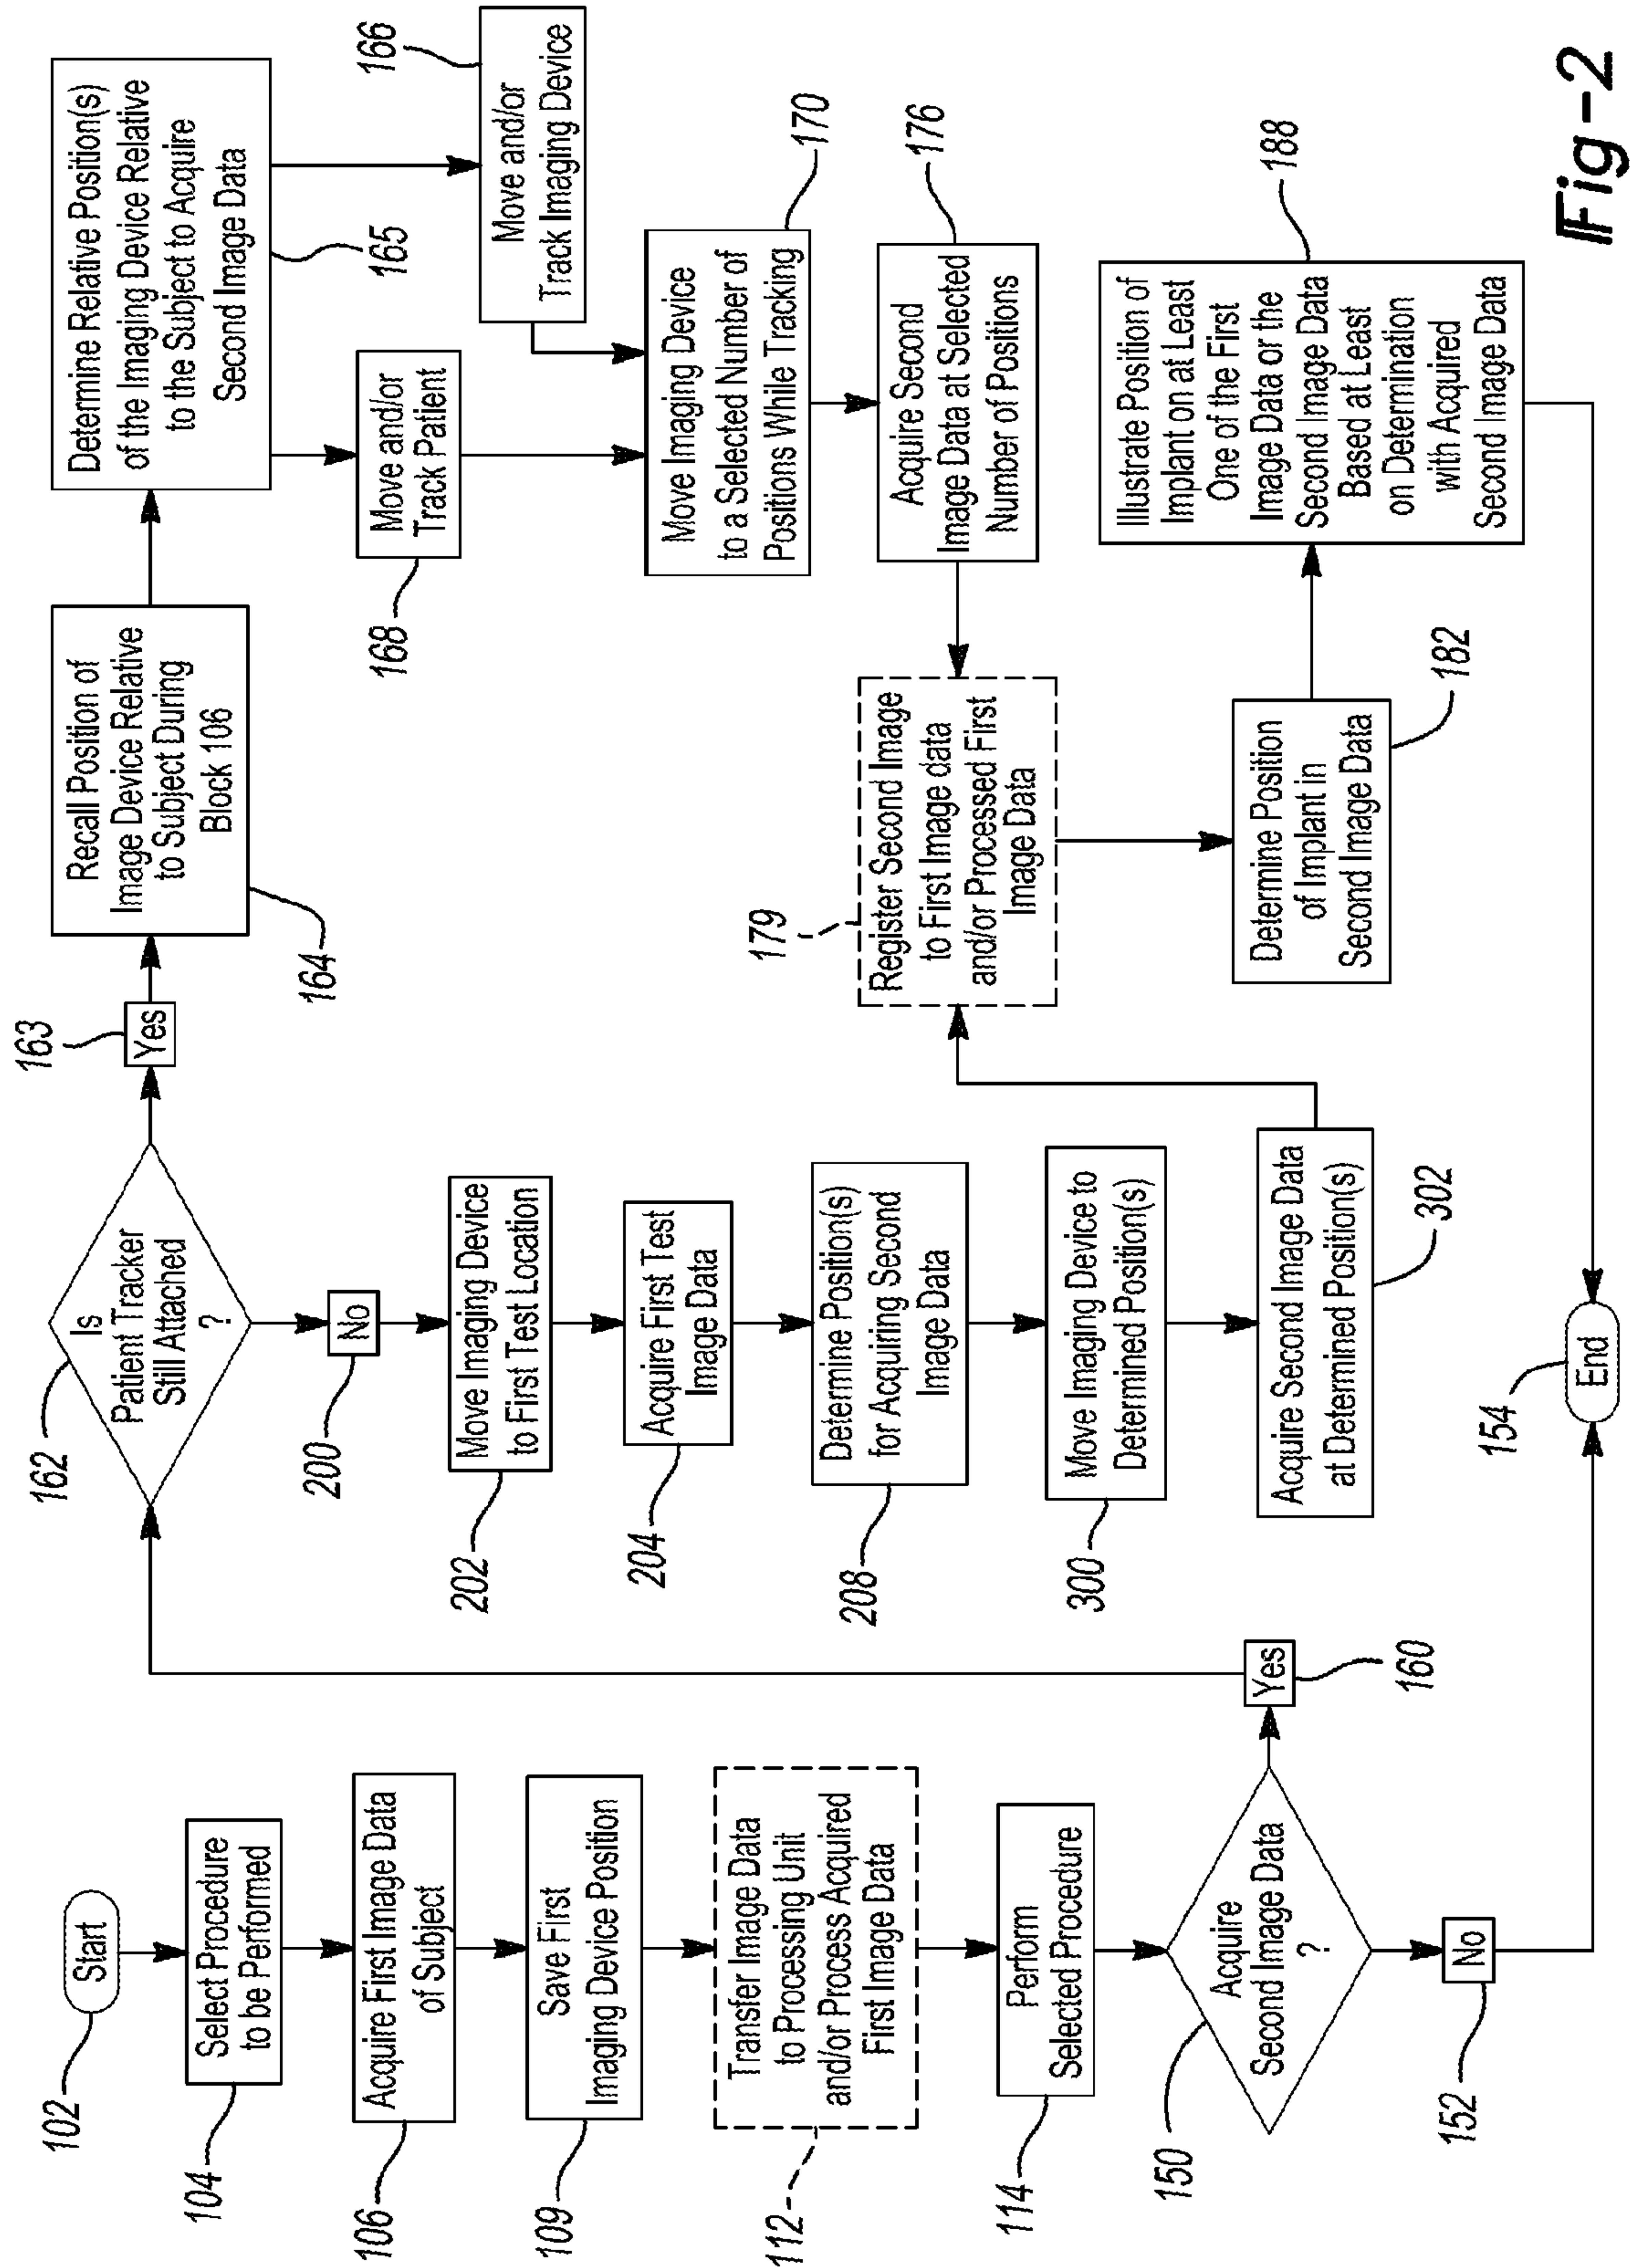 102
Start
104
Select Procedure
to be Performed
106
Acquire First Image Data
of Subject
109
Save First
Imaging Device Position
112
Transfer Image Data
to Processing Unit
and/or Process Acquired
First Image Data
114
Perform
Selected Procedure
150
Acquire
Second Image Data
?
152
No
Yes
160
162
Is
Patient Tracker
Still Attached
?
200
No
202
Move Imaging Device
to First Test Location
204
Acquire First Test
Image Data
208
Determine Position(s)
for Acquiring Second
Image Data
300
Move Imaging Device to
Determined Positions(s)
Acquire Second Image Data
at Determined Position(s)
302
154
End
163
Yes
Recall Position of
Image Device Relative
to Subject During
Block 106
164
Determine Relative Position(s)
of the Imaging Device Relative
to the Subject to Acquire
Second Image Data
165
168
Move and/or
Track Patient
166
Move and/or
Track Imaging Device
Move Imaging Device
to a Selected Number of
Positions While Tracking
170
Acquire Second
Image Data at Selected
Number of Positions
176
179
Register Second Image
to First Image data
and/or Processed First
Image Data
Determine Position
of Implant in
Second Image Data
182
Illustrate Position of
Implant on at Least
One of the First
Image Data or the
Second Image Data
Based at Least
on Determination
with Acquired
Second Image Data
188
Fig-2